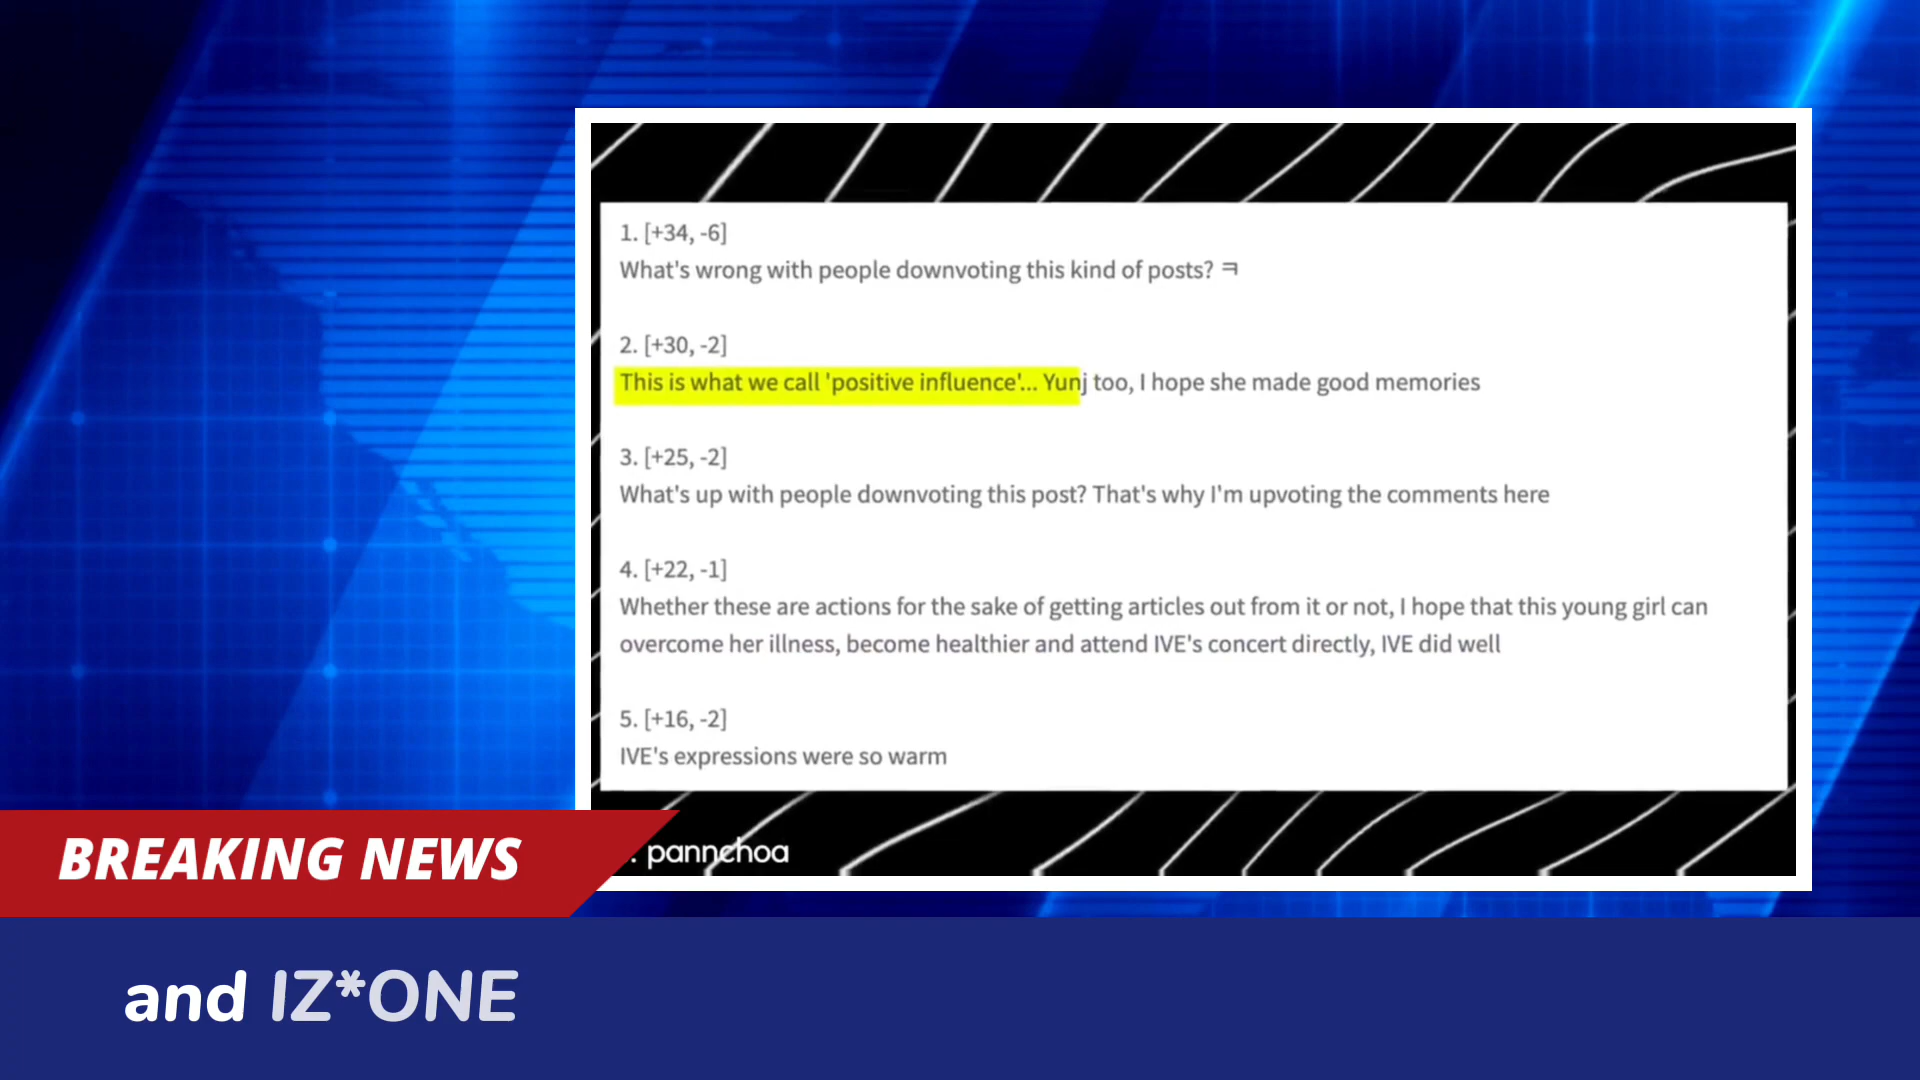 1. [+34, -6]
What's wrong with people downvoting this kind of posts? ㅋ
2. [+30, -2]
This is what we call 'positive influence'... Yunj too, I hope she made good memories
3. [+25, -2]
What's up with people downvoting this post? That's why I'm upvoting the comments here
4. [+22, -1]
Whether these are actions for the sake of getting articles out from it or not, I hope that this young girl can
overcome her illness, become healthier and attend IVE's concert directly, IVE did well
5. [+16, -2]
IVE's expressions were so warm
pannchoa
BREAKING NEWS
and IZ*ONE